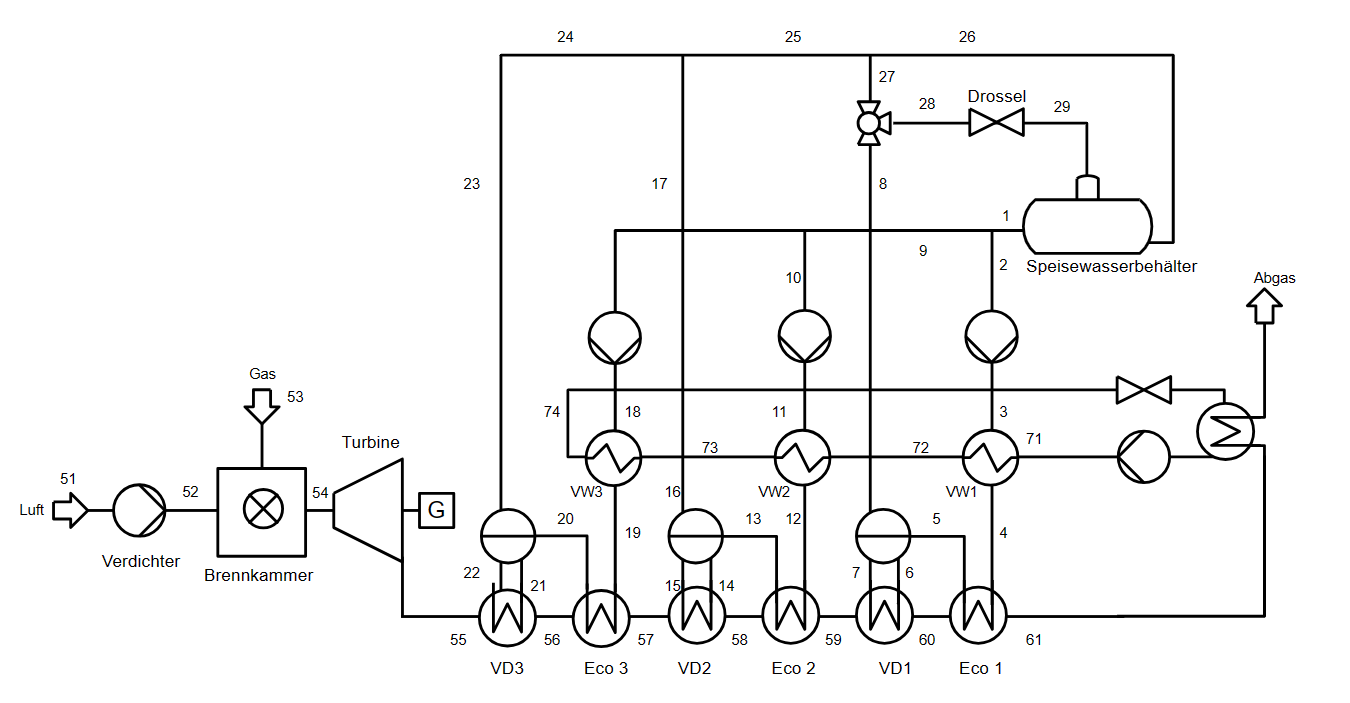 24 25 26
27
28 Drossel 29
23 17 8
1
9 2 Speisewasserbehälter
10 Abgas
Gas
53
74 18 11 3
Turbine 73 72 71
51 52 54 VW3 16 VW2 VW1
Luft G
20 19 13 12 5 4
Verdichter
Brennkammer 22 21 15 14 7 6
55 56 57 58 59 60 61
VD3 Eco 3 VD2 Eco 2 VD1 Eco 1